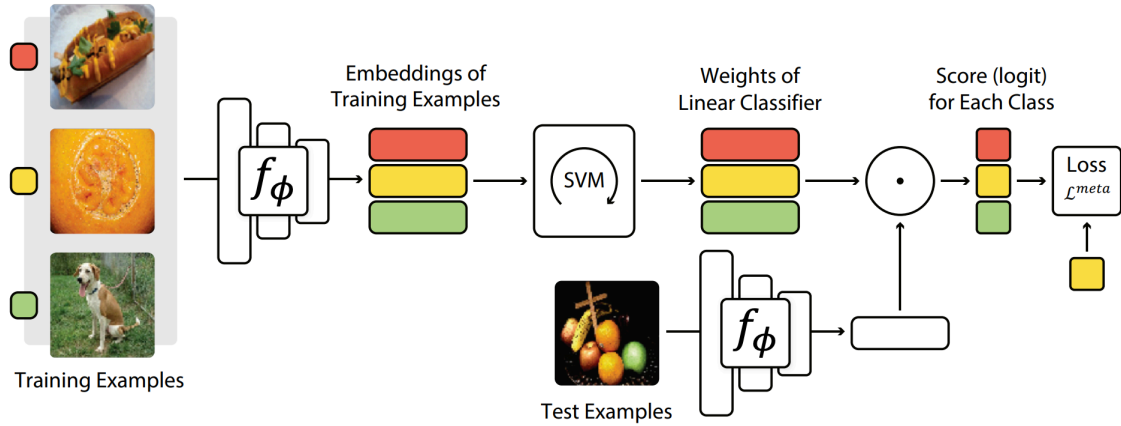 Training Examples
f_ϕ
Embeddings of
Training Examples
SVM
Weights of
Linear Classifier
Score (logit)
for Each Class
Loss
ℒ^{meta}
Test Examples
f_ϕ